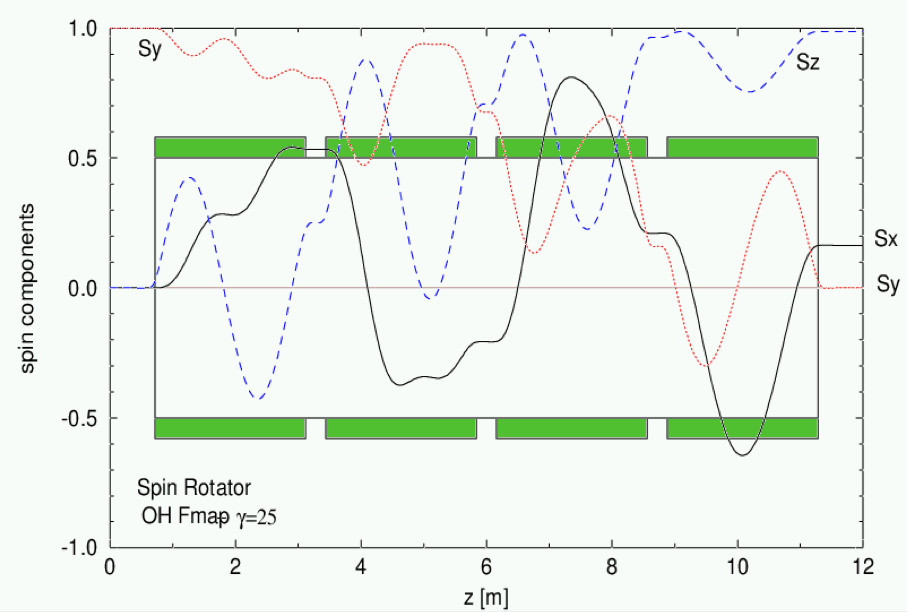 1.0
Sy
Sz
0.5
spin components
Sx
0.0
Sy
-0.5
Spin Rotator
OH Fmap γ=25
-1.0
0 2 4 6 8 10 12
z [m]